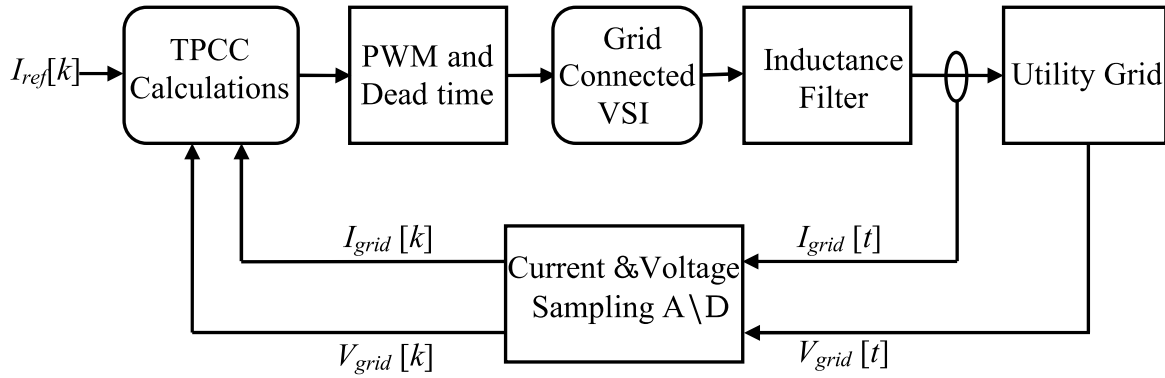 I_ref[k]
TPCC
Calculations
PWM and
Dead time
Grid
Connected
VSI
Inductance
Filter
Utility Grid
I_grid [k]
I_grid [t]
Current &Voltage
Sampling A\D
V_grid [k]
V_grid [t]